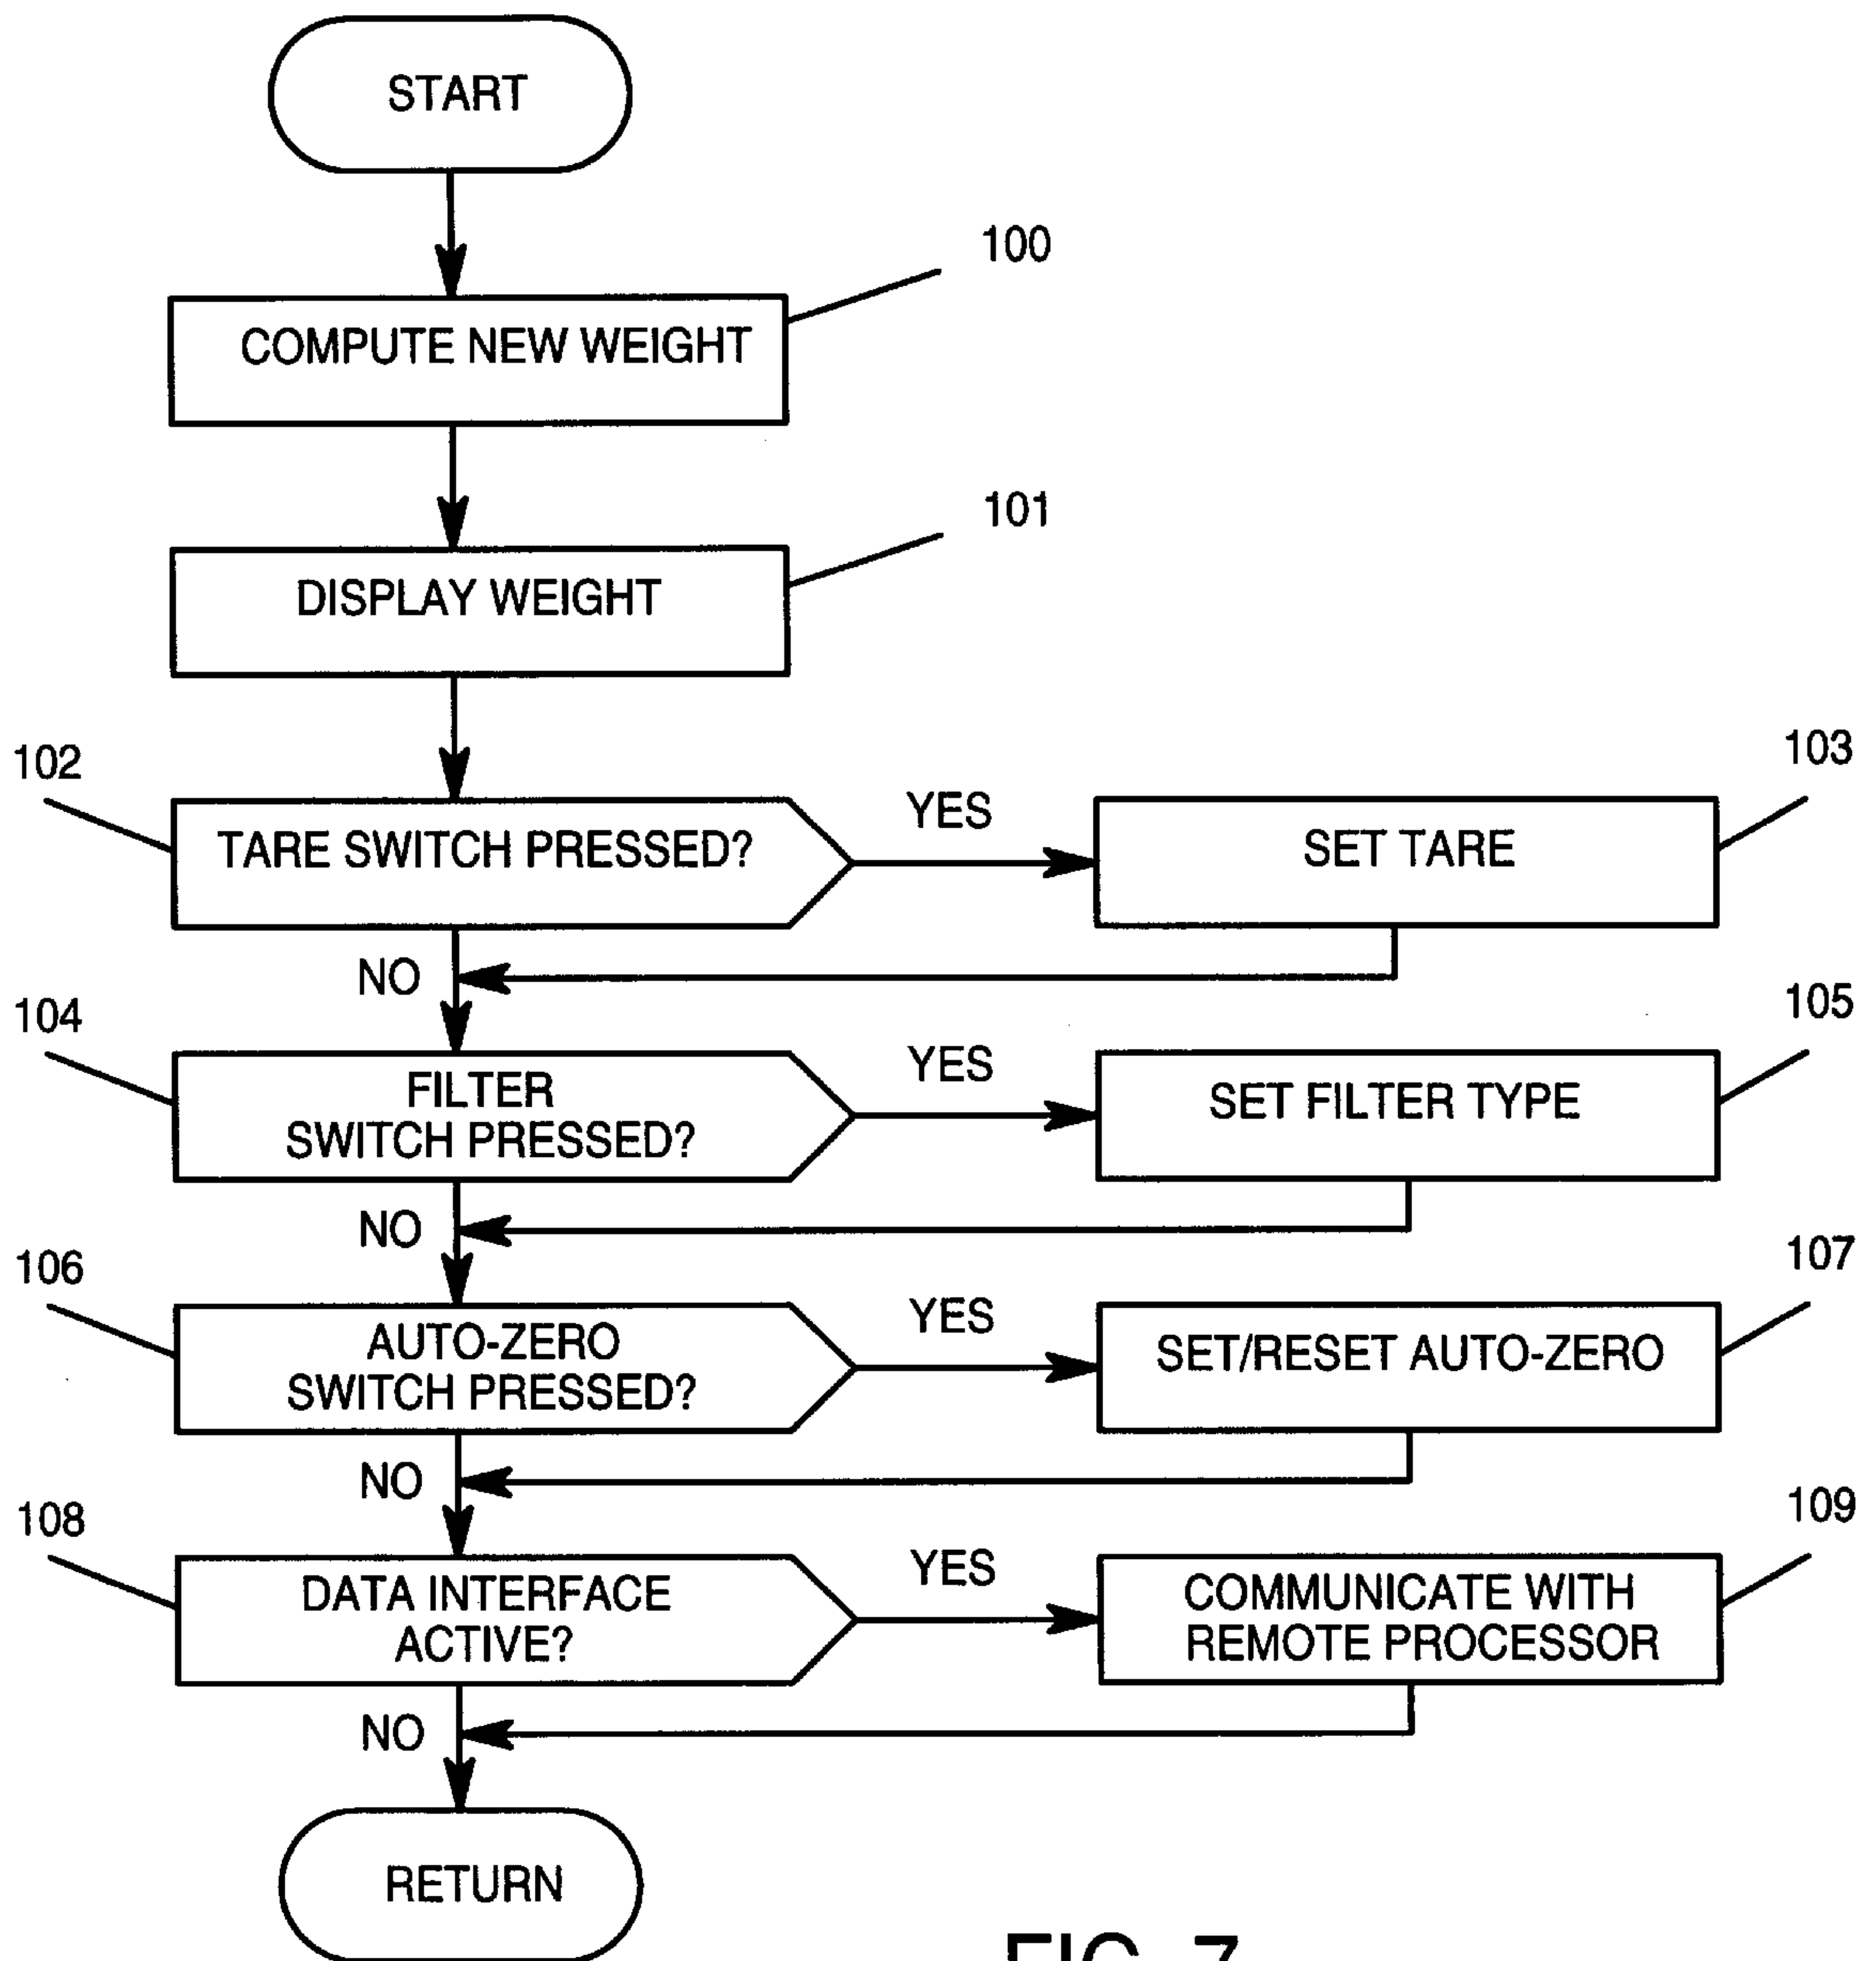 START
100
COMPUTE NEW WEIGHT
101
DISPLAY WEIGHT
102
TARE SWITCH PRESSED?
YES
SET TARE
103
NO
104
FILTER
SWITCH PRESSED?
YES
SET FILTER TYPE
105
NO
106
AUTO-ZERO
SWITCH PRESSED?
YES
SET/RESET AUTO-ZERO
107
NO
108
DATA INTERFACE
ACTIVE?
YES
COMMUNICATE WITH
REMOTE PROCESSOR
109
NO
RETURN
FIG. 7